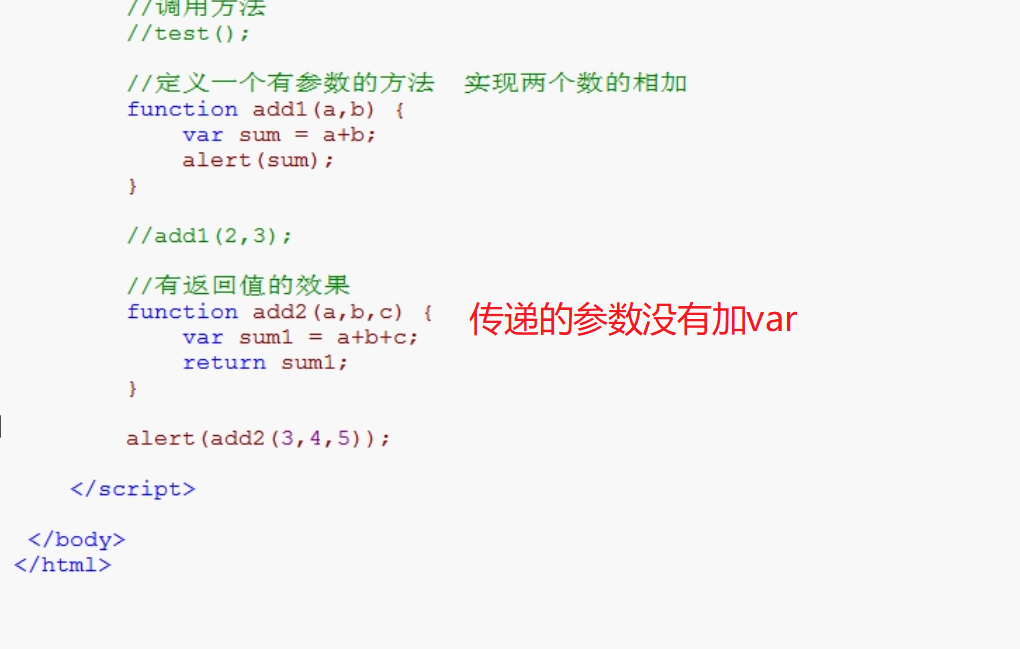 //调用方法
//test();
//定义一个有参数的方法  实现两个数的相加
function add1(a,b) {
var sum = a+b;
alert(sum);
}
//add1(2,3);
//有返回值的效果
function add2(a,b,c) {
传递的参数没有加var
var sum1 = a+b+c;
return sum1;
}
alert(add2(3,4,5));
</script>
</body>
</html>